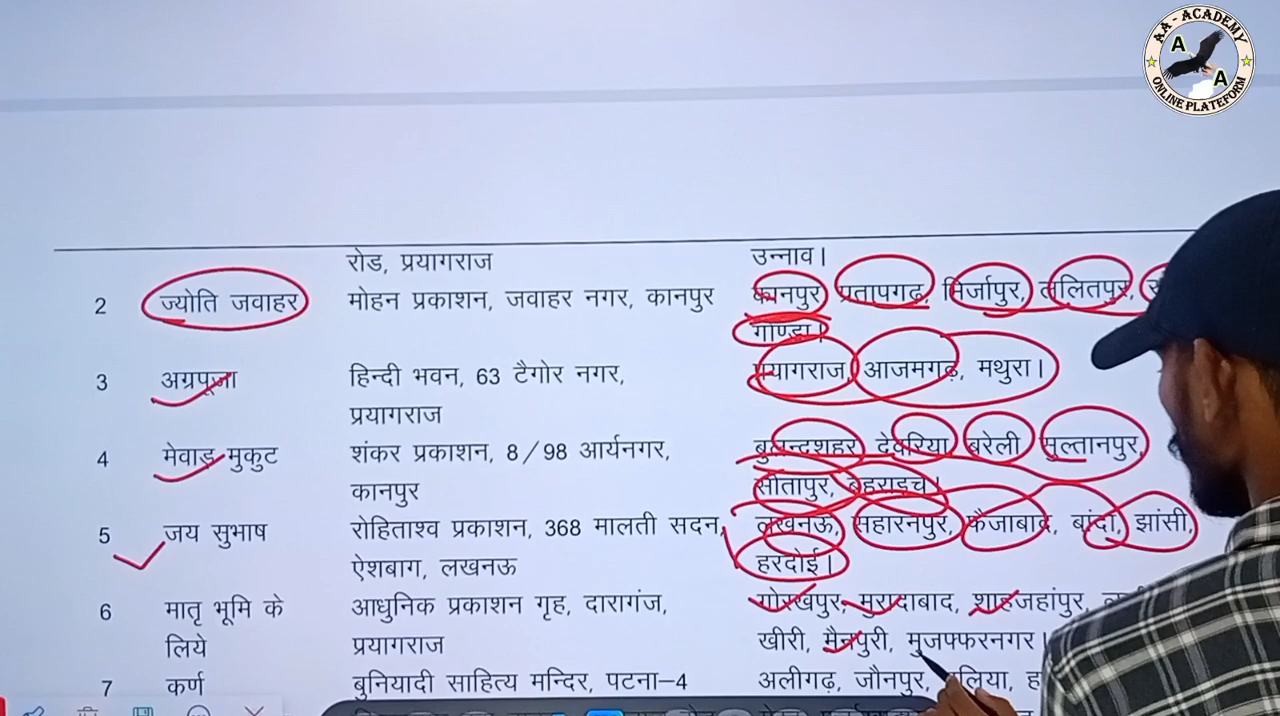 AA - ACADEMY
A
A
ONLINE PLATEFORM
रोड, प्रयागराज उन्नाव।
2 ज्योति जवाहर मोहन प्रकाशन, जवाहर नगर, कानपुर कानपुर, प्रतापगढ़, मिर्जापुर, ललितपुर,
गोण्डा।
3 अग्रपूजा हिन्दी भवन, 63 टैगोर नगर, प्रयागराज, आजमगढ़, मथुरा।
प्रयागराज
4 मेवाड़ मुकुट शंकर प्रकाशन, 8/98 आर्यनगर, बुलन्दशहर, देवरिया, बरेली, सुल्तानपुर,
कानपुर सीतापुर, बहराइच।
5 जय सुभाष रोहिताश्व प्रकाशन, 368 मालती सदन, लखनऊ, सहारनपुर, फैजाबाद, बांदा, झांसी,
ऐशबाग, लखनऊ हरदोई।
6 मातृ भूमि के आधुनिक प्रकाशन गृह, दारागंज, गोरखपुर, मुरादाबाद, शाहजहांपुर,
लिये प्रयागराज खीरी, मैनपुरी, मुजफ्फरनगर।
7 कर्ण बुनियादी साहित्य मन्दिर, पटना–4 अलीगढ़, जौनपुर,